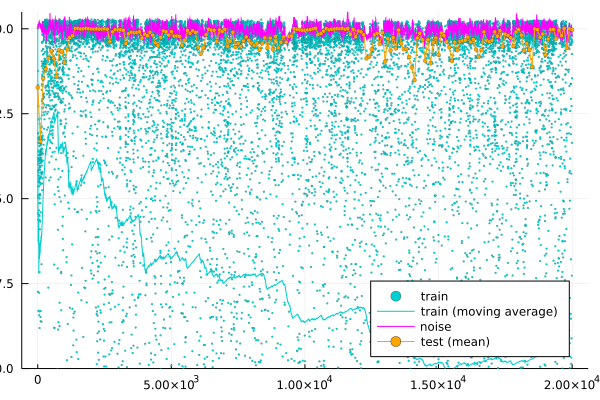 0.0
2.5
5.0
7.5
0.0
train
train (moving average)
noise
test (mean)
0 5.00×10³ 1.00×10⁴ 1.50×10⁴ 2.00×10⁴